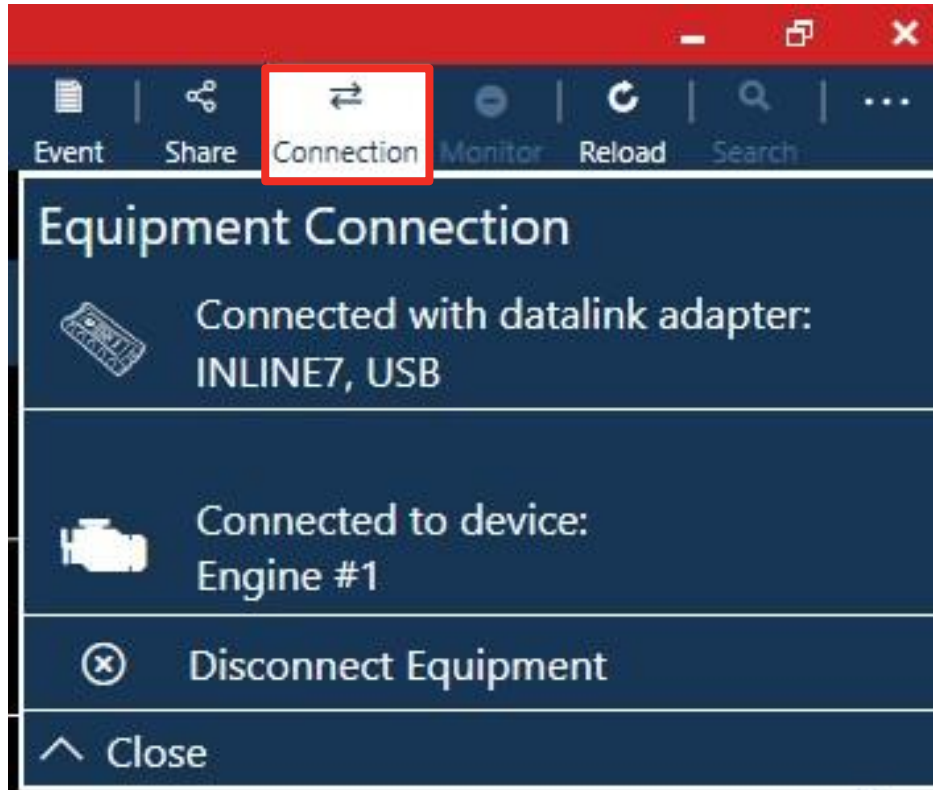 Event Share Connection Monitor Reload Search
Equipment Connection
Connected with datalink adapter:
INLINE7, USB
Connected to device:
Engine #1
Disconnect Equipment
Close